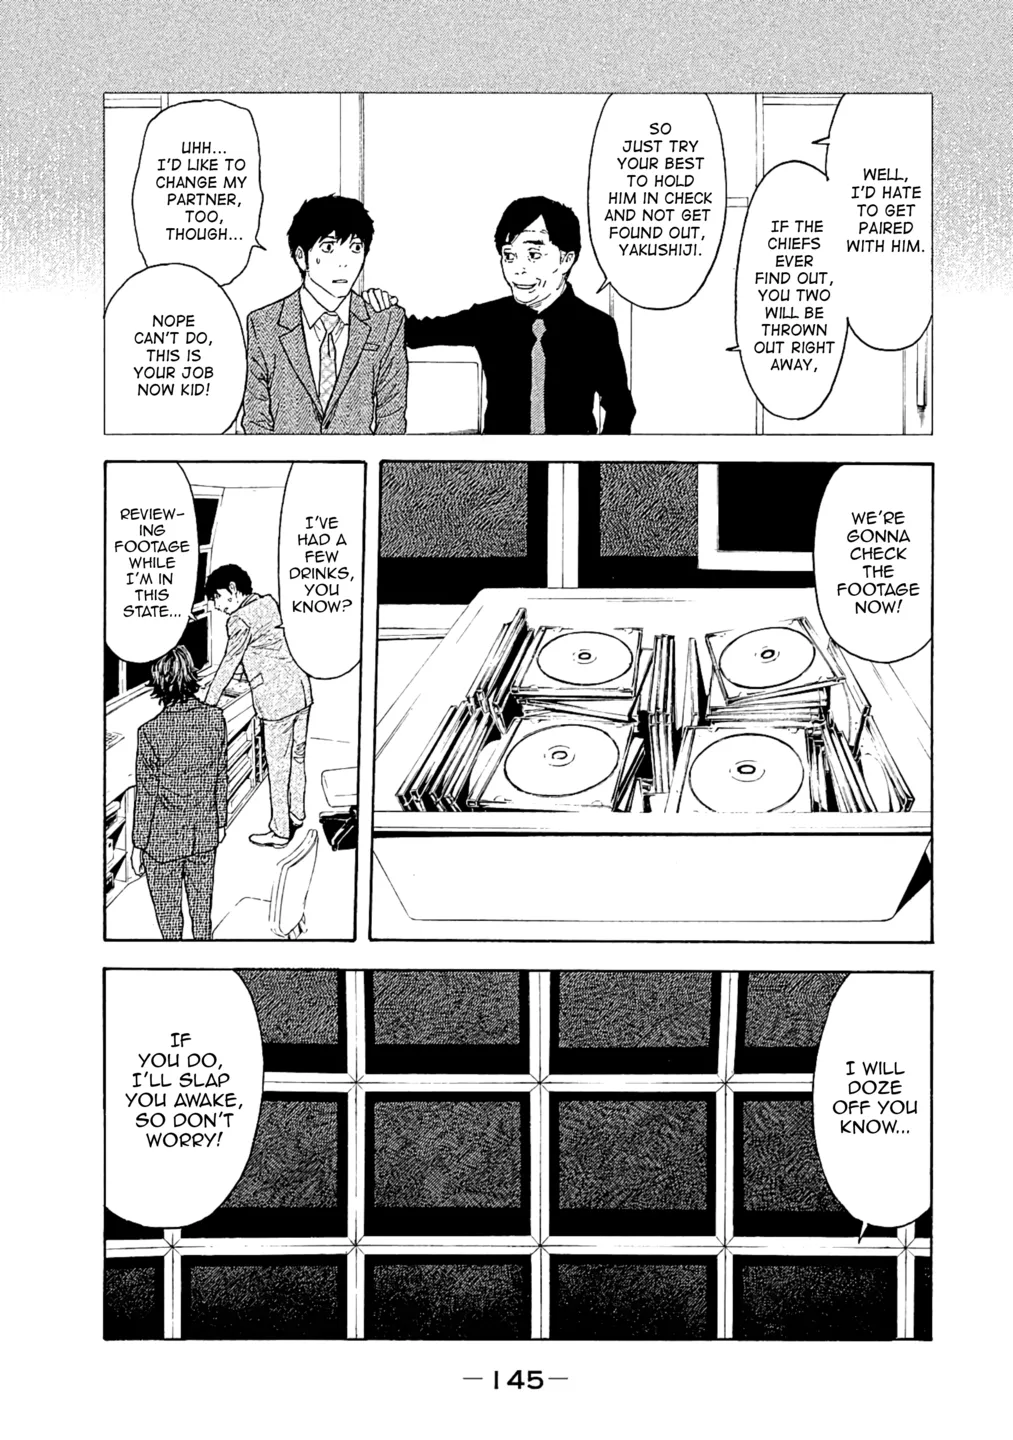 WELL,
I'D HATE
TO GET
PAIRED
WITH HIM.
IF THE
CHIEFS
EVER
FIND OUT,
YOU TWO
WILL BE
THROWN
OUT RIGHT
AWAY,
SO
JUST TRY
YOUR BEST
TO HOLD
HIM IN CHECK
AND NOT GET
FOUND OUT,
YAKUSHIJI.
UHH...
I'D LIKE TO
CHANGE MY
PARTNER,
TOO,
THOUGH...
NOPE
CAN'T DO,
THIS IS
YOUR JOB
NOW KID!
WE'RE
GONNA
CHECK
THE
FOOTAGE
NOW!
I'VE
HAD A
FEW
DRINKS,
YOU
KNOW?
REVIEW-
ING
FOOTAGE
WHILE
I'M IN
THIS
STATE...
I WILL
DOZE
OFF YOU
KNOW...
IF
YOU DO,
I'LL SLAP
YOU AWAKE,
SO DON'T
WORRY!
—145—